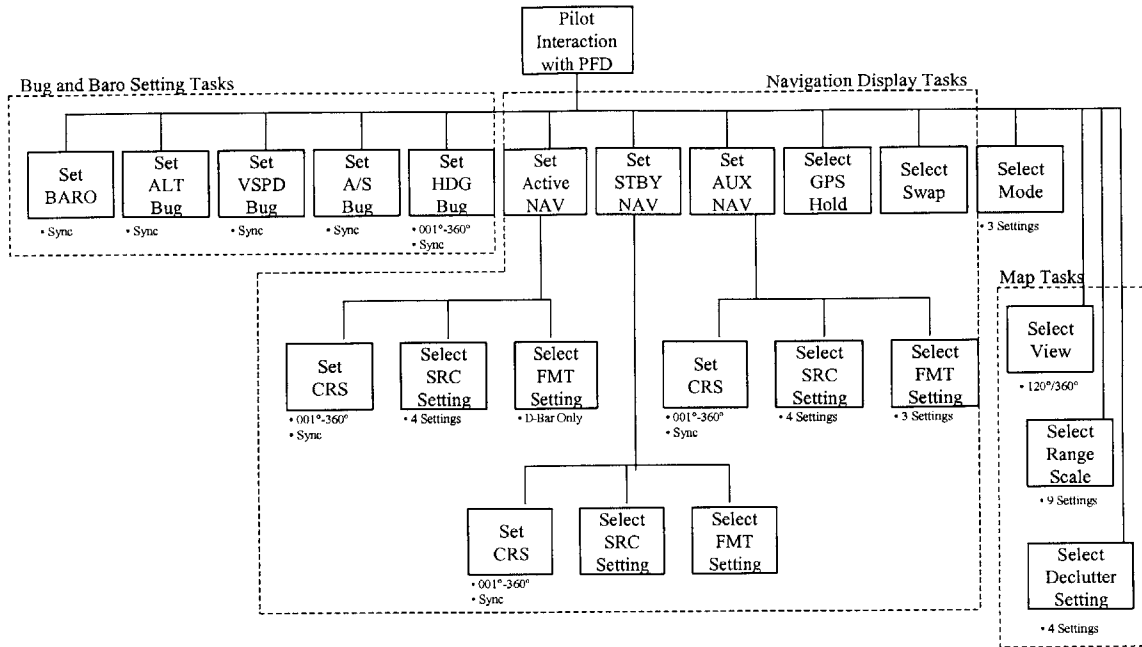 Pilot
Interaction
with PFD
Bug and Baro Setting Tasks
Navigation Display Tasks
Set
BARO
• Sync
Set
ALT
Bug
• Sync
Set
VSPD
Bug
• Sync
Set
A/S
Bug
• Sync
Set
HDG
Bug
• 001°-360°
• Sync
Set
Active
NAV
Set
STBY
NAV
Set
AUX
NAV
Select
GPS
Hold
Select
Swap
Select
Mode
• 3 Settings
Map Tasks
Set
CRS
• 001°-360°
• Sync
Select
SRC
Setting
• 4 Settings
Select
FMT
Setting
• D-Bar Only
Set
CRS
• 001°-360°
• Sync
Select
SRC
Setting
• 4 Settings
Select
FMT
Setting
• 3 Settings
Select
View
• 120°/360°
Select
Range
Scale
• 9 Settings
Set
CRS
• 001°-360°
• Sync
Select
SRC
Setting
Select
FMT
Setting
Select
Declutter
Setting
• 4 Settings